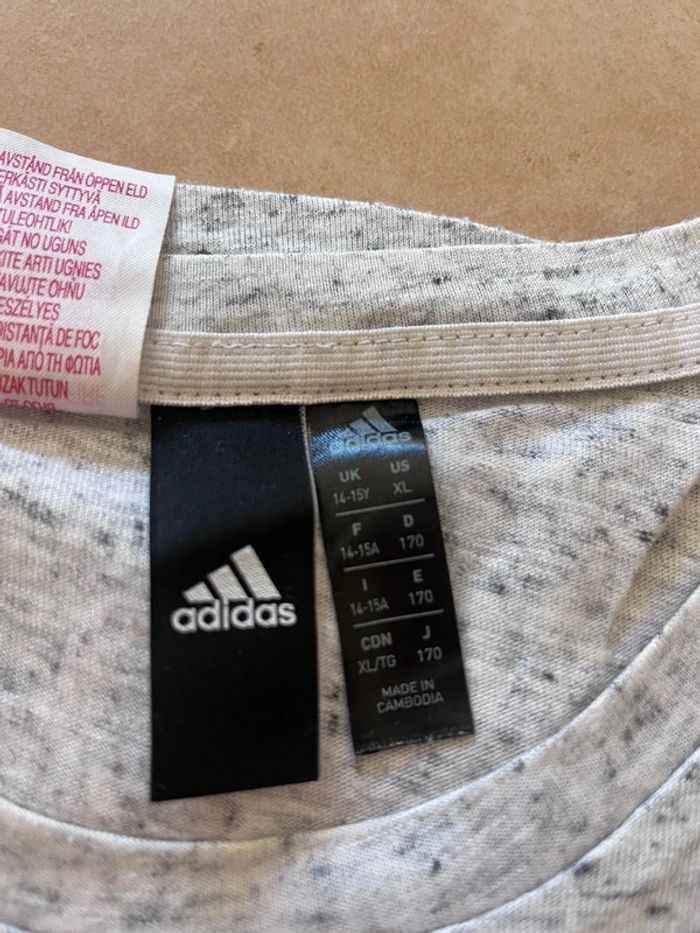 AVSTÅND FRÅN ÖPPEN ELD
ERKÄSTI SYTTYVÄ
AVSTAND FRA ÅPEN ILD
TULEOHTLIK!
GAT NO UGUNS
KITE ARTI UGNIES
AVUJTE OHŇU
ESZÉLYES
DISTANȚĂ DE FOC
ΡΙΑ ΑΠΟ ΤΗ ΦΩΤΙΑ
UZAK TUTUN
adidas
adidas
UK US
14-15Y XL
F D
14-15A 170
I E
14-15A 170
CDN J
XL/TG 170
MADE IN
CAMBODIA